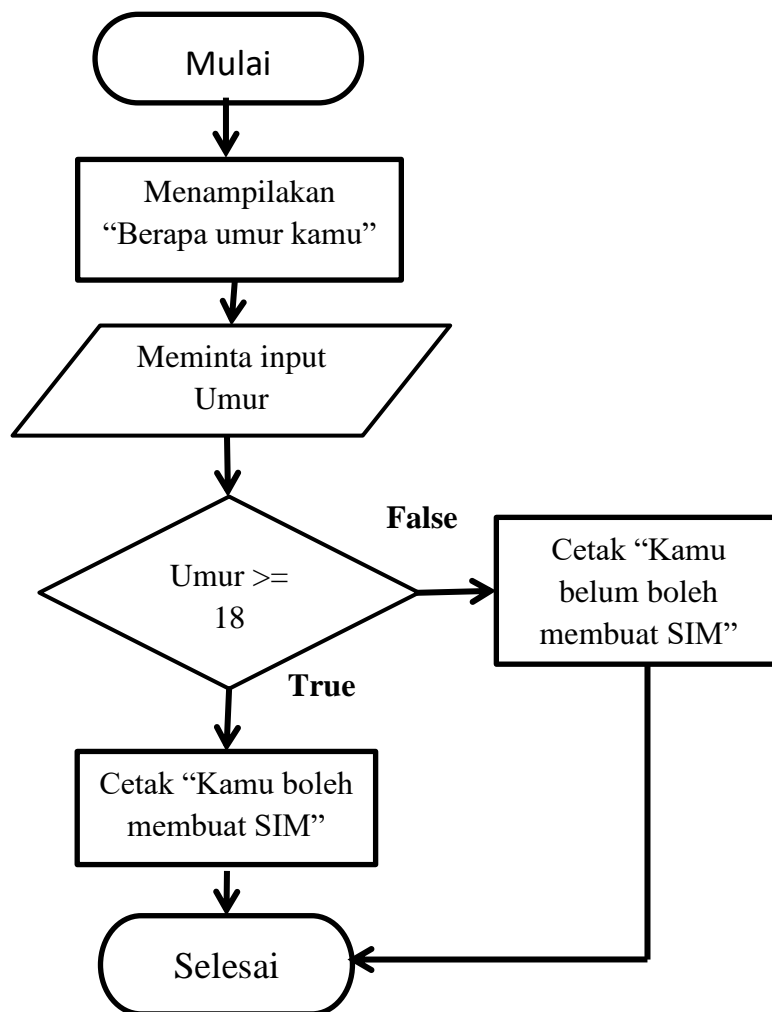 Mulai
Menampilakan
“Berapa umur kamu”
Meminta input
Umur
Umur >=
18
False
Cetak “Kamu
belum boleh
membuat SIM”
True
Cetak “Kamu boleh
membuat SIM”
Selesai